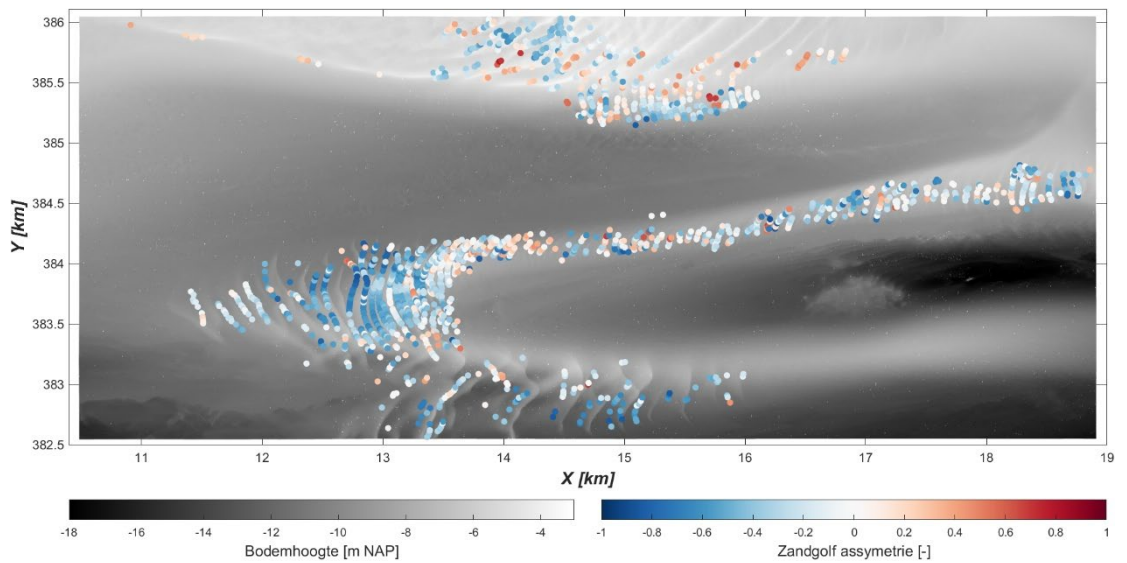 386
385.5
385
384.5
384
383.5
383
382.5
Y [km]
11 12 13 14 15 16 17 18 19
X [km]
-18 -16 -14 -12 -10 -8 -6 -4
Bodemhoogte [m NAP]
-1 -0.8 -0.6 -0.4 -0.2 0 0.2 0.4 0.6 0.8 1
Zandgolf assymetrie [-]